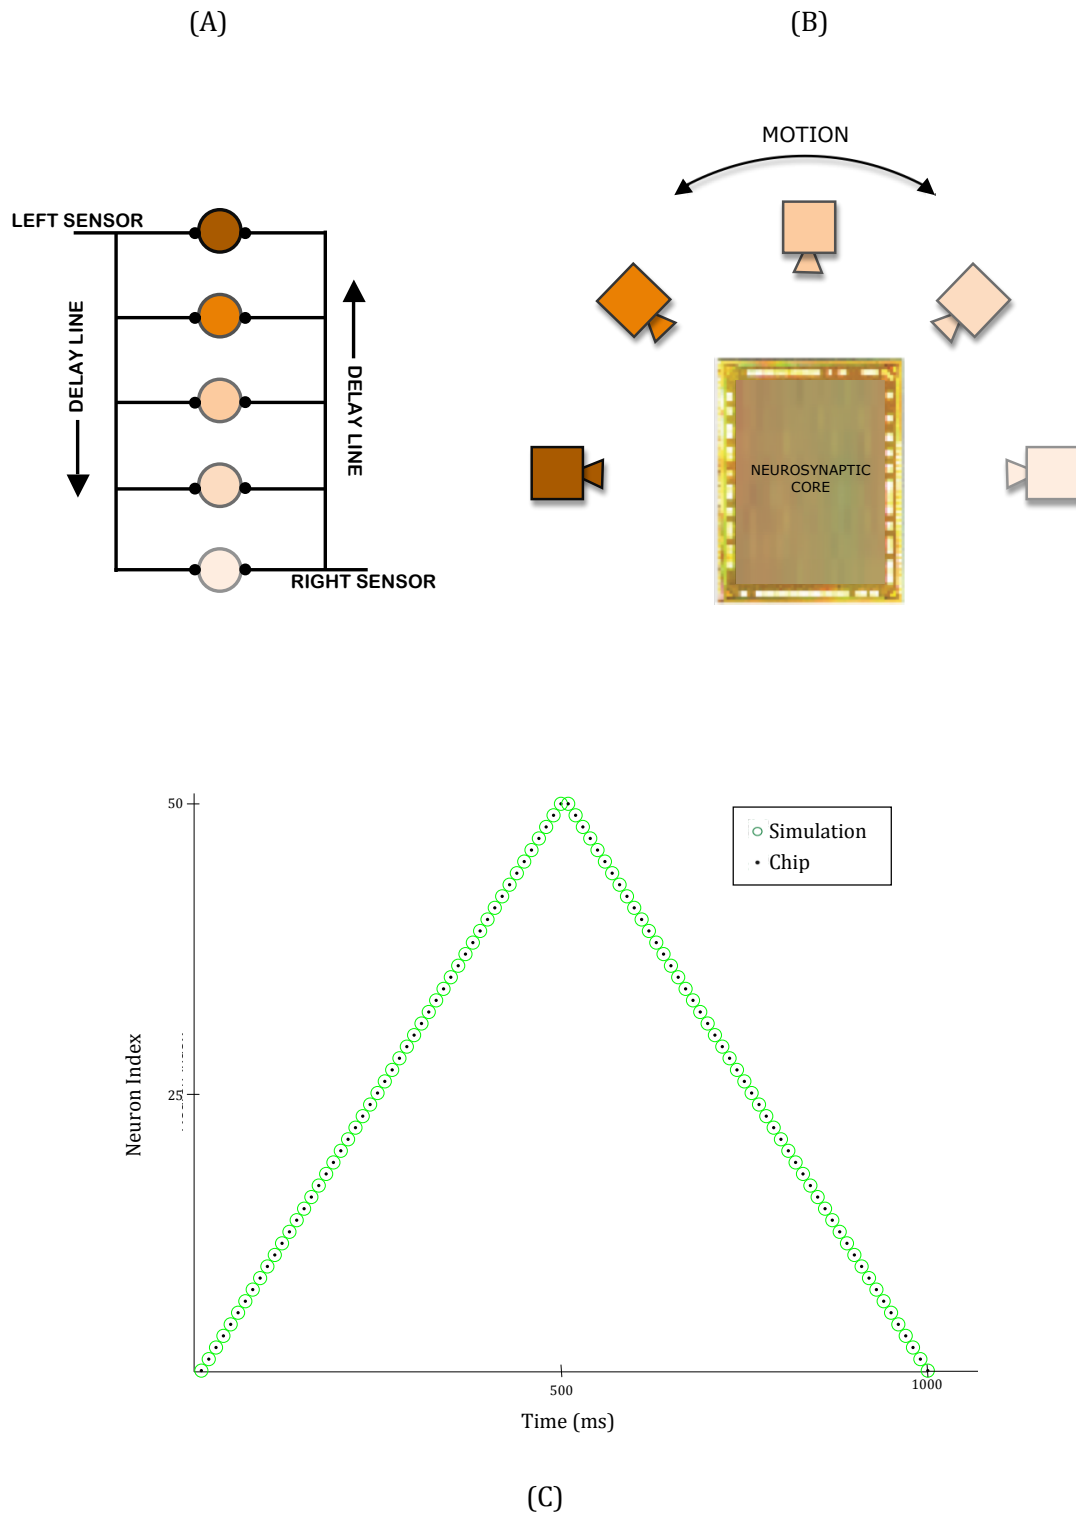 (A)
(B)
MOTION
LEFT SENSOR
DELAY LINE
DELAY LINE
RIGHT SENSOR
NEUROSYNAPTIC
CORE
50
Simulation
Chip
Neuron Index
25
500
1000
Time (ms)
(C)